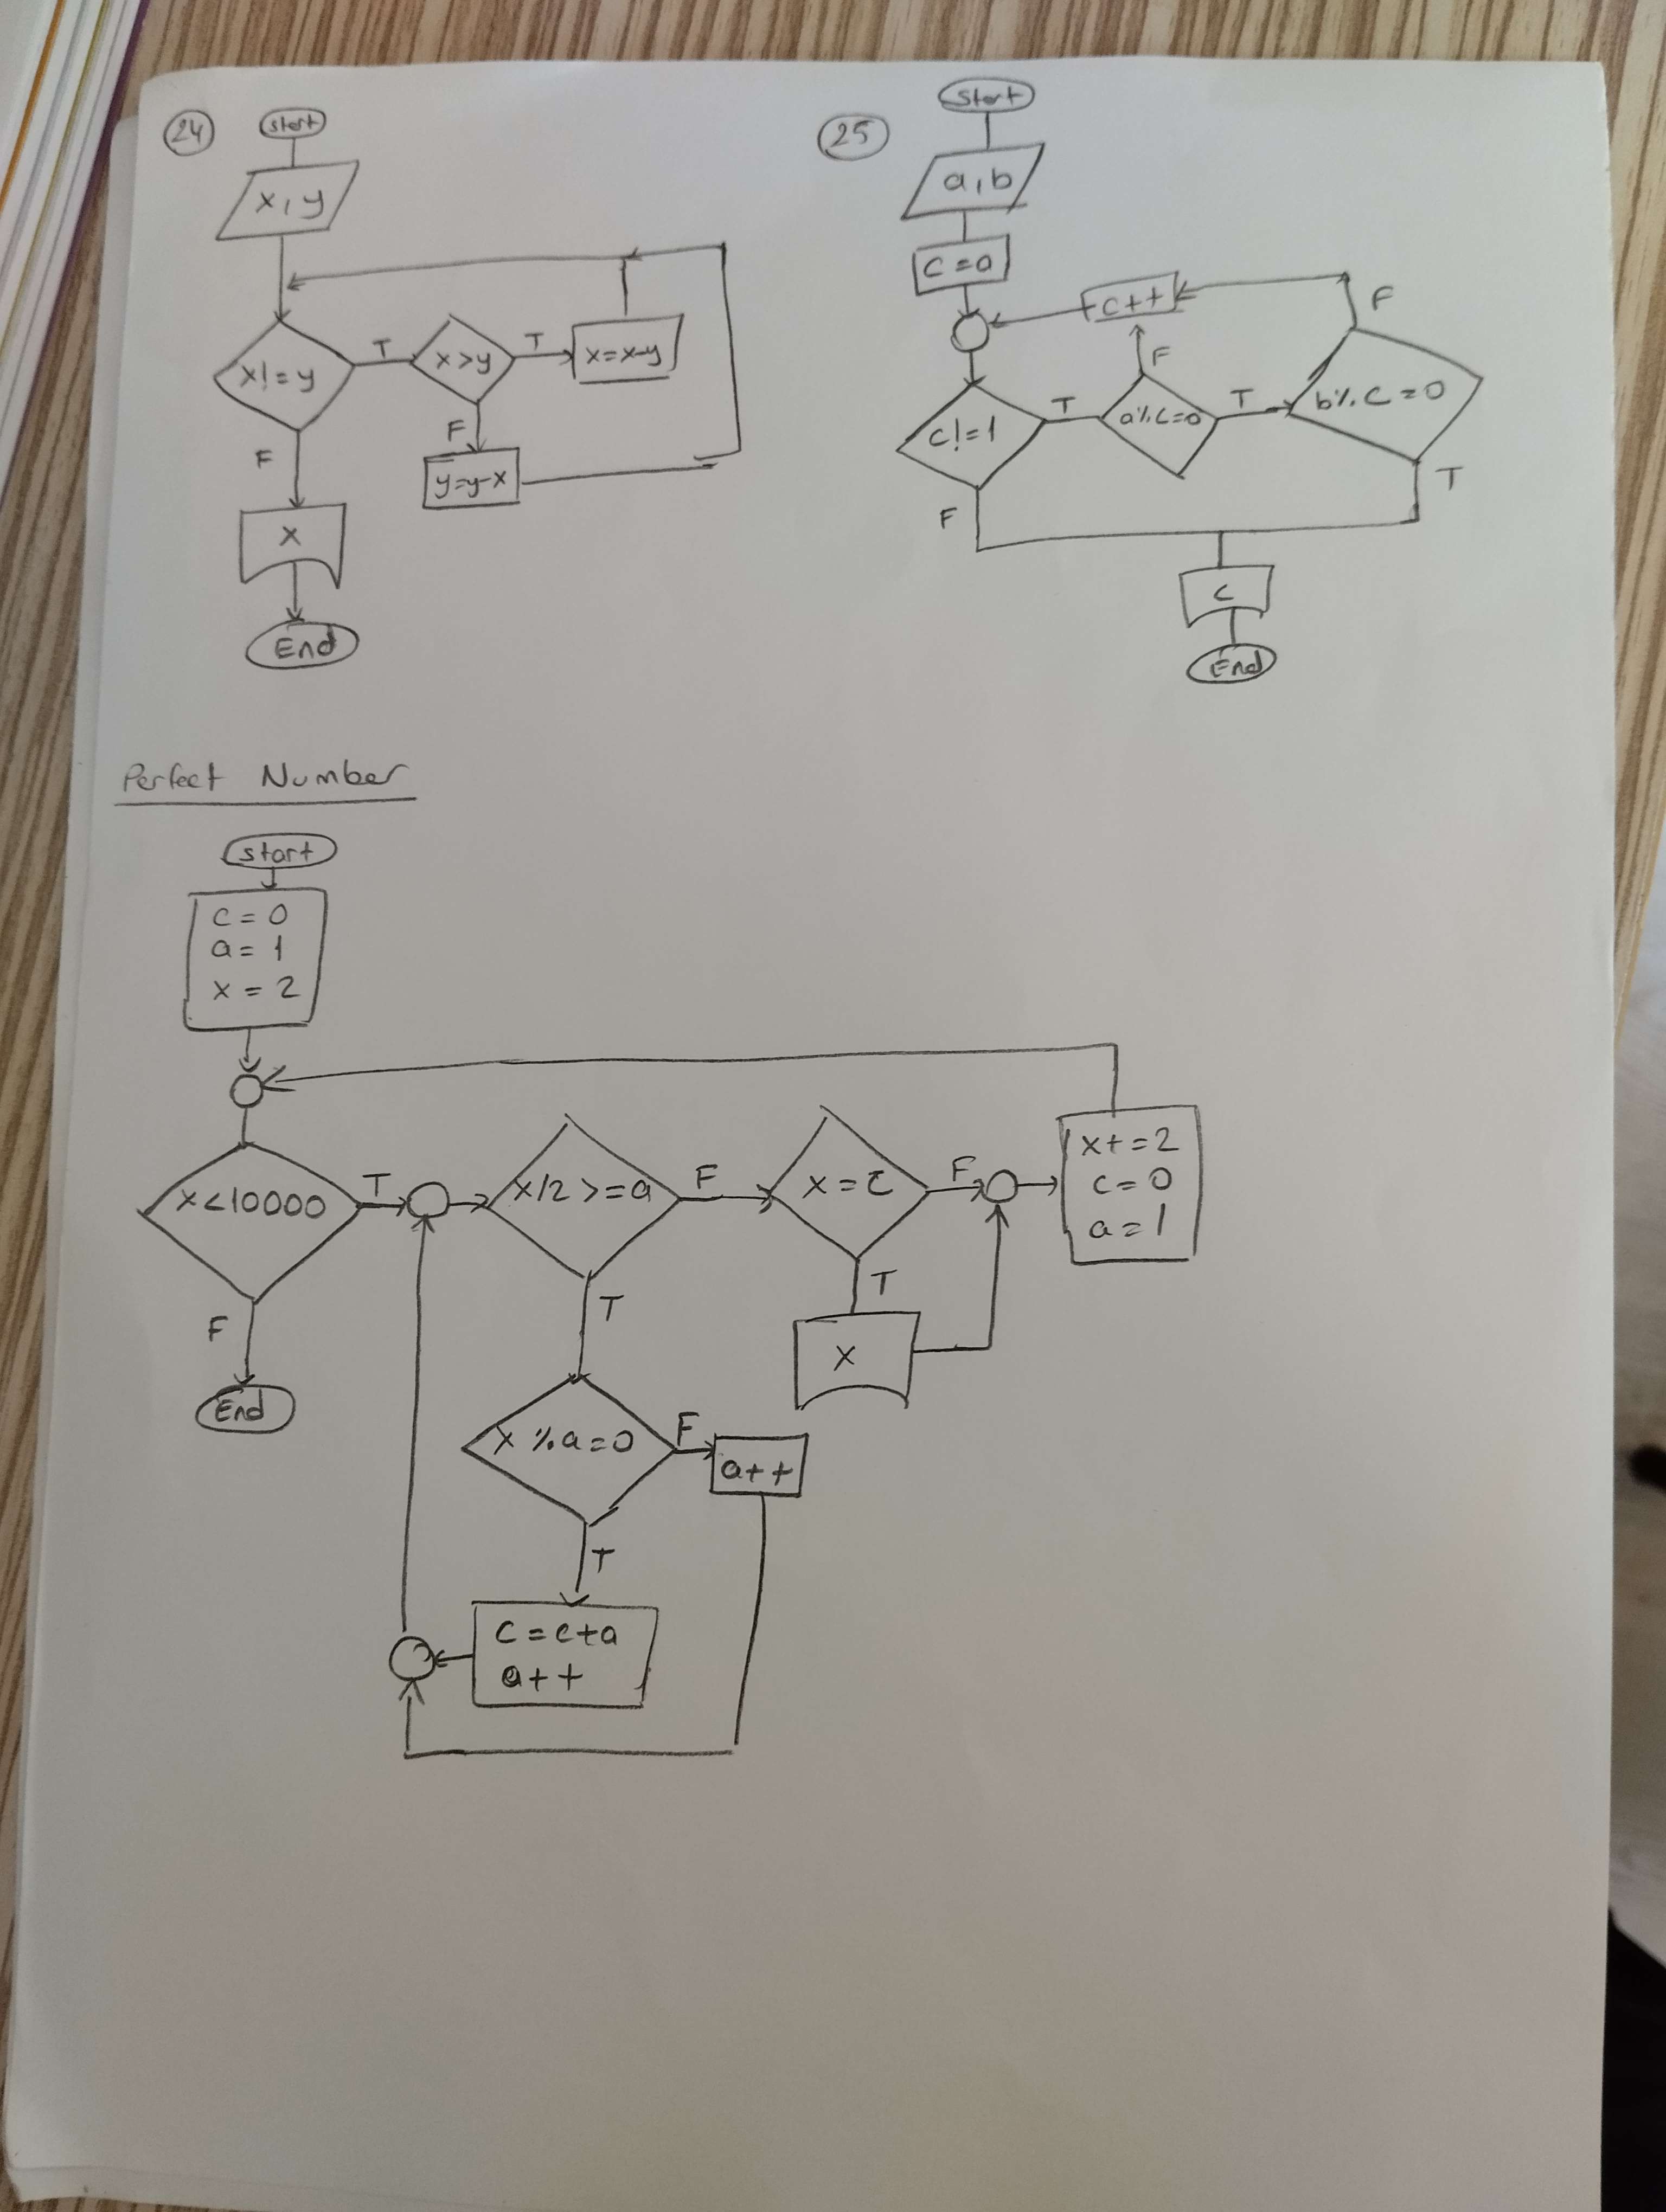 24
start
x, y
x! = y
T
x > y
T
x = x-y
F
y=y-x
F
x
End
25
Start
a, b
c = a
c++
F
c! = 1
T
a%c=0
F
T
b%c = 0
T
F
c
End
Perfect Number
start
c = 0
a = 1
x = 2
x < 10000
T
x/2 >= a
F
x = c
F
x+=2
c = 0
a = 1
T
x
F
End
T
x % a = 0
F
a++
T
c = c+a
a++